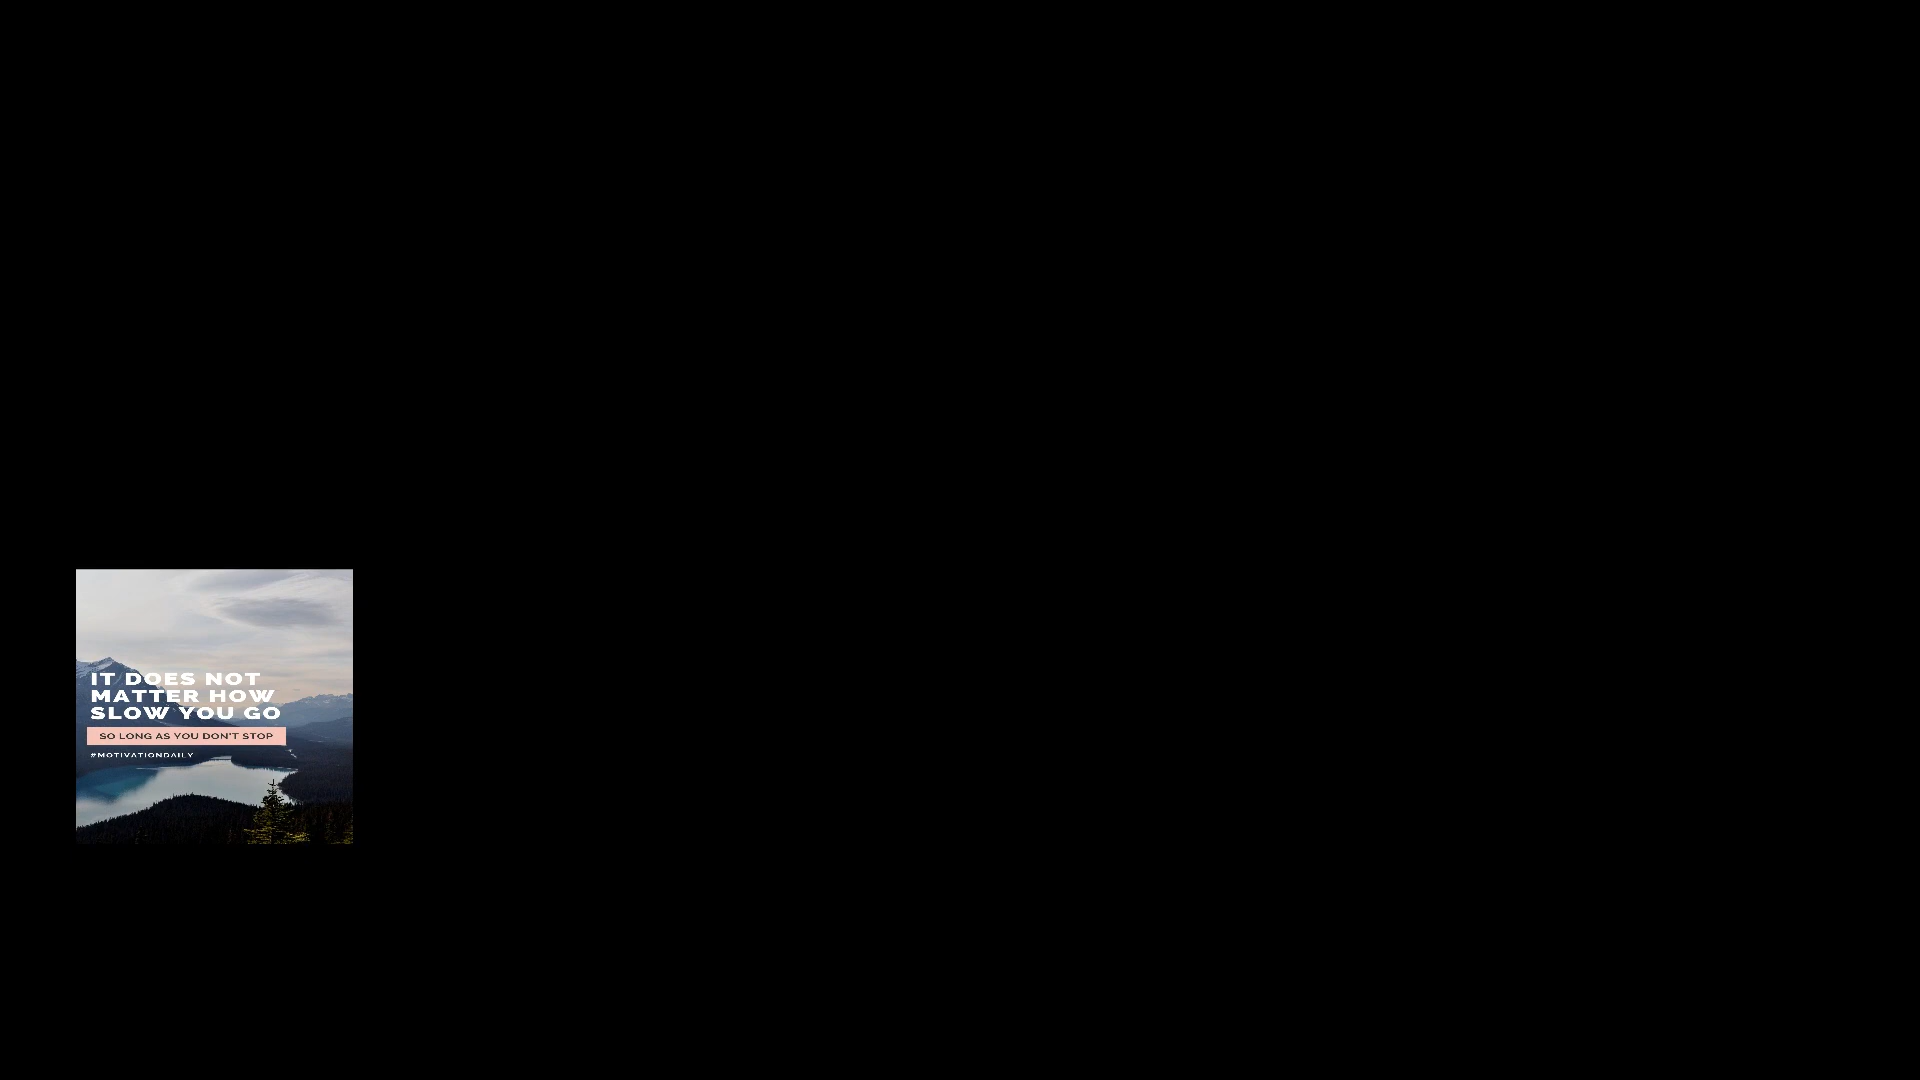 IT DOES NOT
MATTER HOW
SLOW YOU GO
SO LONG AS YOU DON'T STOP
#MOTIVATIONDAILY